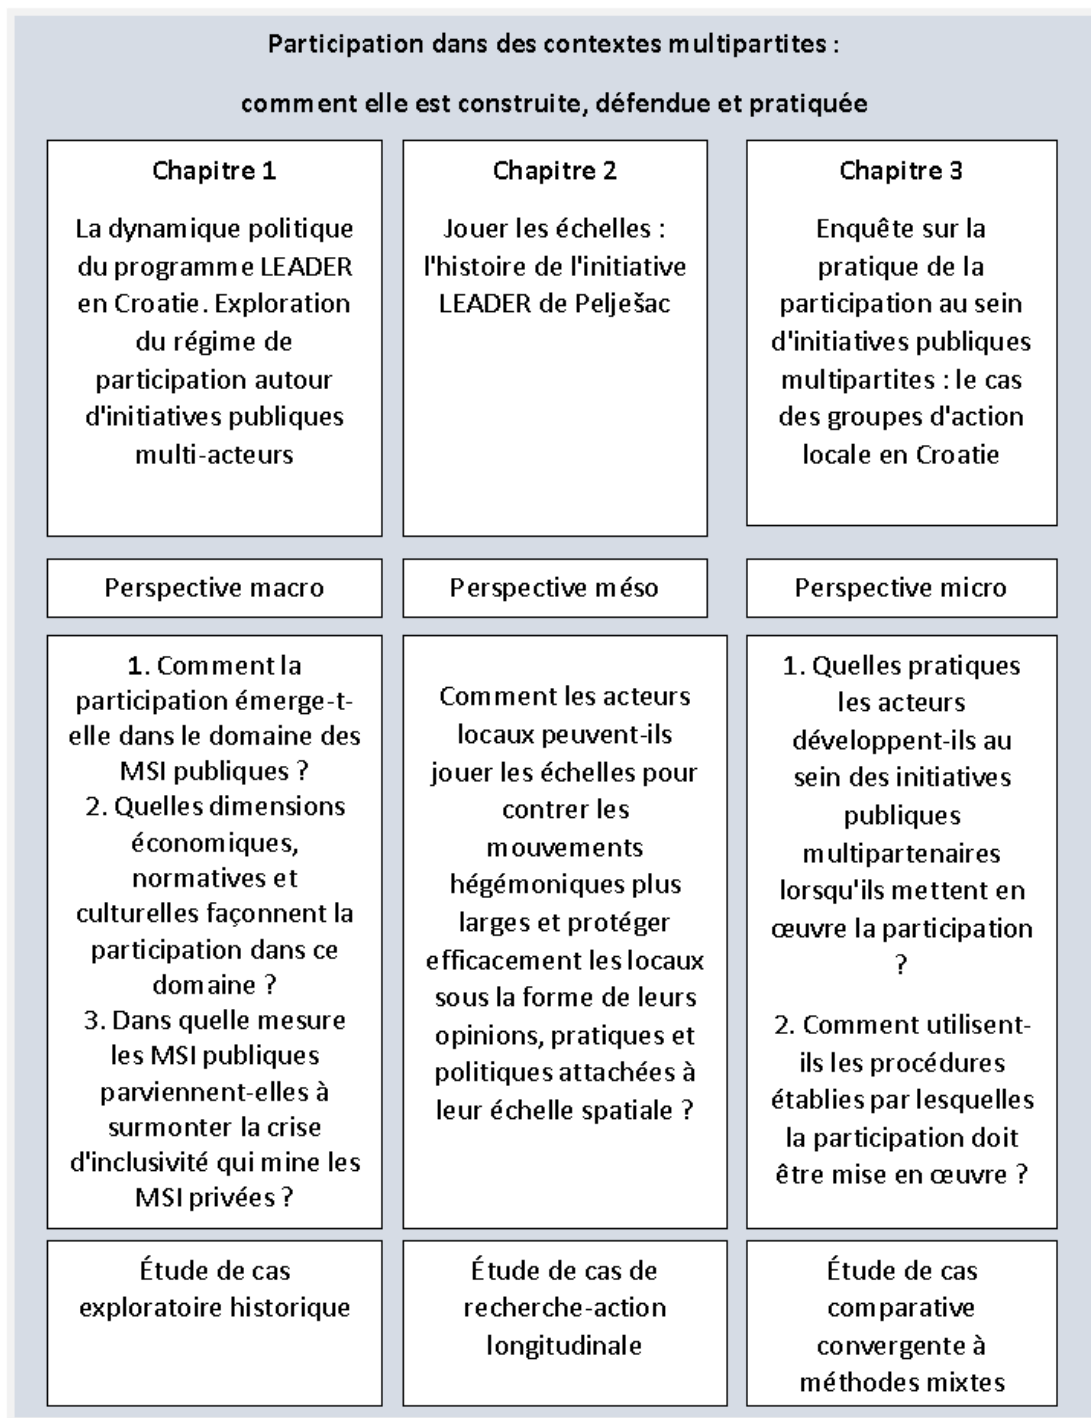 Participation dans des contextes multipartites :
comment elle est construite, défendue et pratiquée
Chapitre 1
La dynamique politique
du programme LEADER
en Croatie. Exploration
du régime de
participation autour
d'initiatives publiques
multi-acteurs
Chapitre 2
Jouer les échelles :
l'histoire de l'initiative
LEADER de Pelješac
Chapitre 3
Enquête sur la
pratique de la
participation au sein
d'initiatives publiques
multipartites : le cas
des groupes d'action
locale en Croatie
Perspective macro
Perspective méso
Perspective micro
1. Comment la
participation émerge-t-
elle dans le domaine des
MSI publiques ?
2. Quelles dimensions
économiques,
normatives et
culturelles façonnent la
participation dans ce
domaine ?
3. Dans quelle mesure
les MSI publiques
parviennent-elles à
surmonter la crise
d'inclusivité qui mine les
MSI privées ?
Comment les acteurs
locaux peuvent-ils
jouer les échelles pour
contrer les
mouvements
hégémoniques plus
larges et protéger
efficacement les locaux
sous la forme de leurs
opinions, pratiques et
politiques attachées à
leur échelle spatiale ?
1. Quelles pratiques
les acteurs
développent-ils au
sein des initiatives
publiques
multipartenaires
lorsqu'ils mettent en
œuvre la participation
?
2. Comment utilisent-
ils les procédures
établies par lesquelles
la participation doit
être mise en œuvre ?
Étude de cas
exploratoire historique
Étude de cas de
recherche-action
longitudinale
Étude de cas
comparative
convergente à
méthodes mixtes